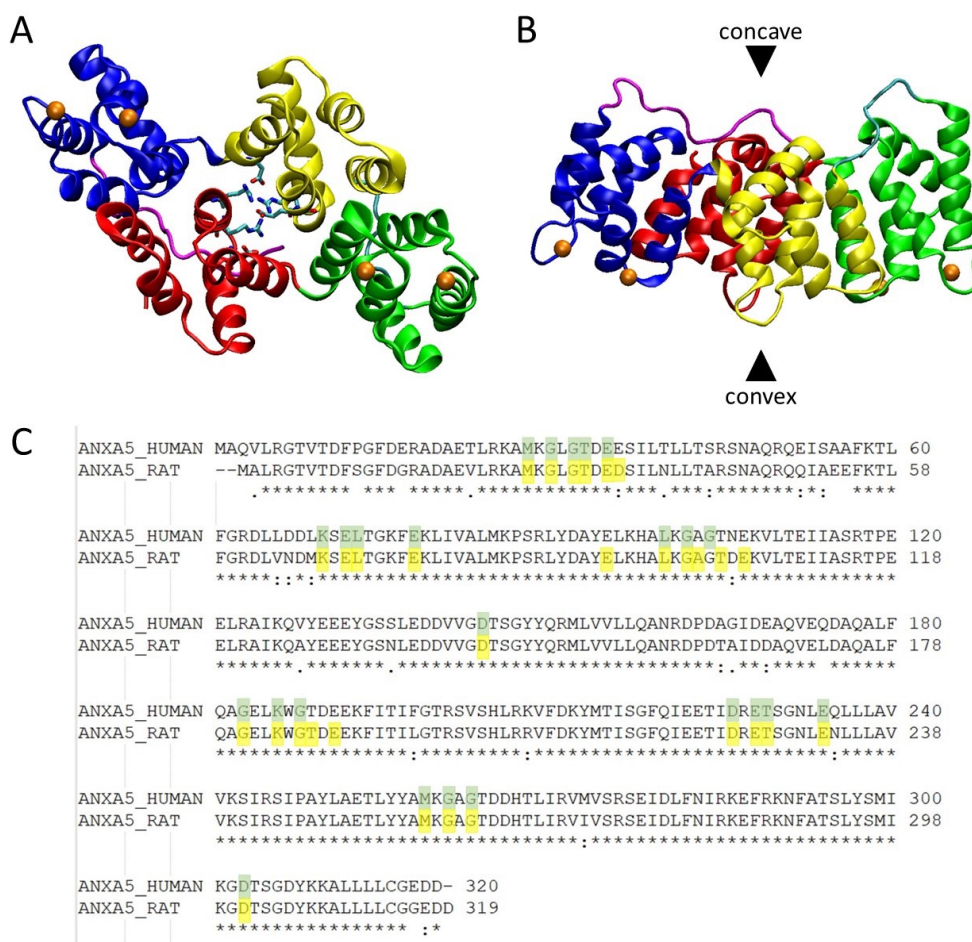 A
B
concave
convex
C
ANXA5_HUMAN MAQVLRGTVTDFPGFDERADAETLRKAMKGLGTDEESILTLLTSRSNAQRQEISAAFKTL 60
ANXA5_RAT --MALRGTVTDFSGFDGRADAEVLRKAMKGLGTDEDSILNLLTARSNAQRQQIAEEFKTL 58
.******** *** *****.************:***.***:*******:*:  ****
ANXA5_HUMAN FGRDLLDDLKSELTGKFEKLIVALMKPSRLYDAYELKHALKGAGTNEKVLTEIIASRTPE 120
ANXA5_RAT FGRDLVNDMKSELTGKFEKLIVALMKPSRLYDAYELKHALKGAGTDEKVLTEIIASRTPE 118
*****::*:************************************:**************
ANXA5_HUMAN ELRAIKQVYEEEYGSSLEDDVVGDTSGYYQRMLVVLLQANRDPDAGIDEAQVEQDAQALF 180
ANXA5_RAT ELRAIKQAYEEEYGSNLEDDVVGDTSGYYQRMLVVLLQANRDPDTAIDDAQVELDAQALF 178
*******.*******.****************************:.**:**** ******
ANXA5_HUMAN QAGELKWGTDEEKFITIFGTRSVSHLRKVFDKYMTISGFQIEETIDRETSGNLEQLLLAV 240
ANXA5_RAT QAGELKWGTDEEKFITILGTRSVSHLRRVFDKYMTISGFQIEETIDRETSGNLENLLLAV 238
*****************:*********:**************************:*****
ANXA5_HUMAN VKSIRSIPAYLAETLYYAMKGAGTDDHTLIRVMVSRSEIDLFNIRKEFRKNFATSLYSMI 300
ANXA5_RAT VKSIRSIPAYLAETLYYAMKGAGTDDHTLIRVIVSRSEIDLFNIRKEFRKNFATSLYSMI 298
********************************:***************************
ANXA5_HUMAN KGDTSGDYKKALLLLCGEDD- 320
ANXA5_RAT KGDTSGDYKKALLLLCGGEDD 319
***************** :*